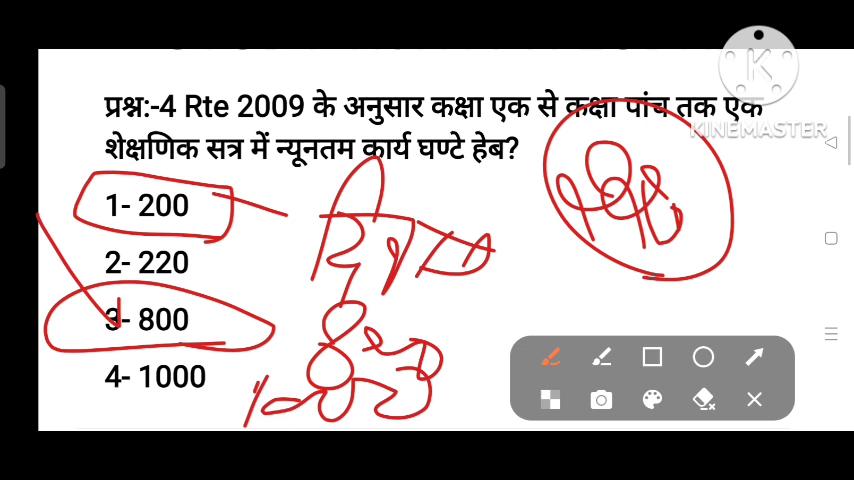 प्रश्न:-4 Rte 2009 के अनुसार कक्षा एक से कक्षा पांच तक एक
शेक्षणिक सत्र में न्यूनतम कार्य घण्टे हेब?
1- 200
2- 220
3- 800
4- 1000
K
KINEMASTER